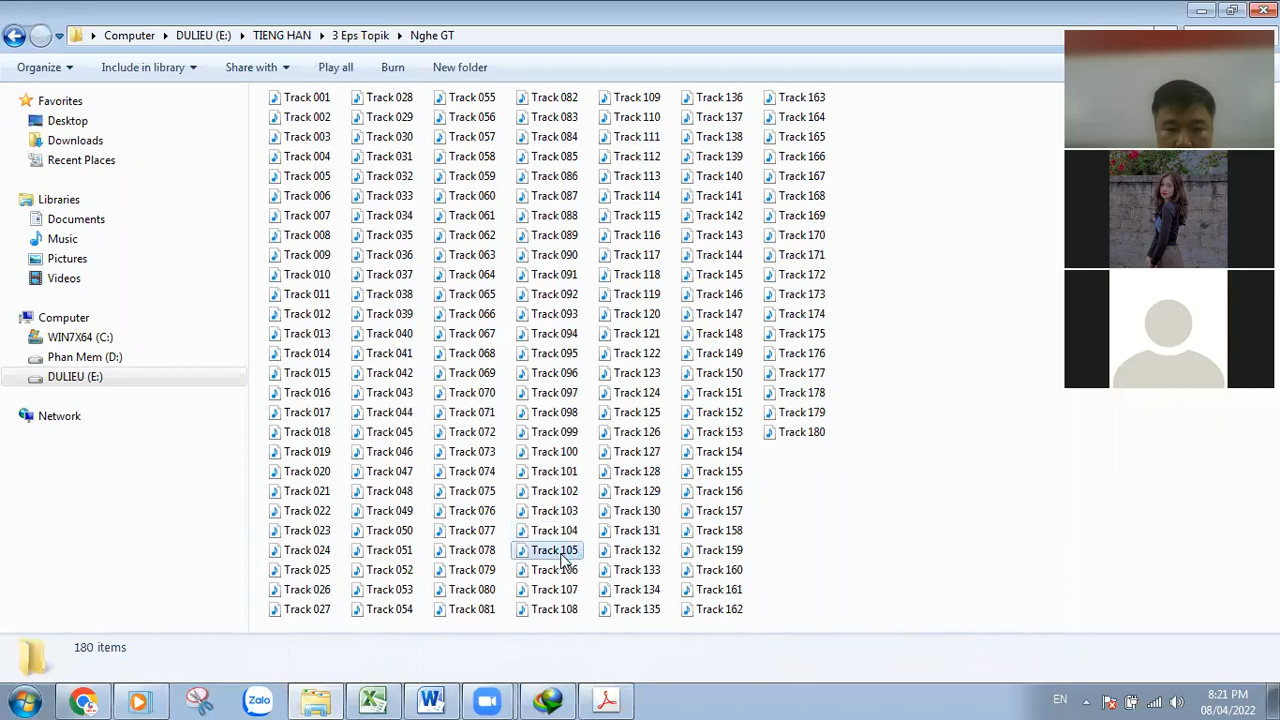 Computer DULIEU (E:) TIENG HAN 3 Eps Topik Nghe GT
Organize Include in library Share with Play all Burn New folder
Favorites
Desktop
Downloads
Recent Places
Libraries
Documents
Music
Pictures
Videos
Computer
WIN7X64 (C:)
Phan Mem (D:)
DULIEU (E:)
Network
Track 001 Track 028 Track 055 Track 082 Track 109 Track 136 Track 163
Track 002 Track 029 Track 056 Track 083 Track 110 Track 137 Track 164
Track 003 Track 030 Track 057 Track 084 Track 111 Track 138 Track 165
Track 004 Track 031 Track 058 Track 085 Track 112 Track 139 Track 166
Track 005 Track 032 Track 059 Track 086 Track 113 Track 140 Track 167
Track 006 Track 033 Track 060 Track 087 Track 114 Track 141 Track 168
Track 007 Track 034 Track 061 Track 088 Track 115 Track 142 Track 169
Track 008 Track 035 Track 062 Track 089 Track 116 Track 143 Track 170
Track 009 Track 036 Track 063 Track 090 Track 117 Track 144 Track 171
Track 010 Track 037 Track 064 Track 091 Track 118 Track 145 Track 172
Track 011 Track 038 Track 065 Track 092 Track 119 Track 146 Track 173
Track 012 Track 039 Track 066 Track 093 Track 120 Track 147 Track 174
Track 013 Track 040 Track 067 Track 094 Track 121 Track 148 Track 175
Track 014 Track 041 Track 068 Track 095 Track 122 Track 149 Track 176
Track 015 Track 042 Track 069 Track 096 Track 123 Track 150 Track 177
Track 016 Track 043 Track 070 Track 097 Track 124 Track 151 Track 178
Track 017 Track 044 Track 071 Track 098 Track 125 Track 152 Track 179
Track 018 Track 045 Track 072 Track 099 Track 126 Track 153 Track 180
Track 019 Track 046 Track 073 Track 100 Track 127 Track 154
Track 020 Track 047 Track 074 Track 101 Track 128 Track 155
Track 021 Track 048 Track 075 Track 102 Track 129 Track 156
Track 022 Track 049 Track 076 Track 103 Track 130 Track 157
Track 023 Track 050 Track 077 Track 104 Track 131 Track 158
Track 024 Track 051 Track 078 Track 105 Track 132 Track 159
Track 025 Track 052 Track 079 Track 106 Track 133 Track 160
Track 026 Track 053 Track 080 Track 107 Track 134 Track 161
Track 027 Track 054 Track 081 Track 108 Track 135 Track 162
180 items
Zalo
EN
8:21 PM
08/04/2022